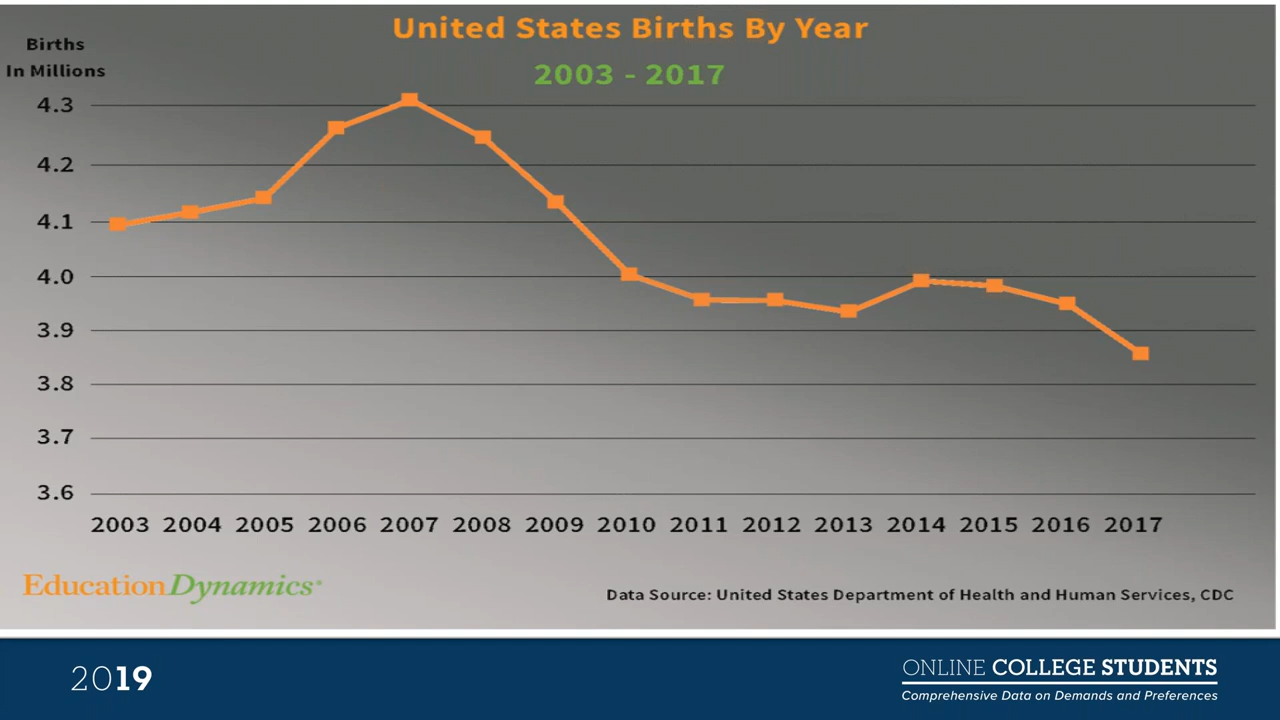 United States Births By Year
2003 - 2017
Births
In Millions
4.3
4.2
4.1
4.0
3.9
3.8
3.7
3.6
2003 2004 2005 2006 2007 2008 2009 2010 2011 2012 2013 2014 2015 2016 2017
EducationDynamics®
Data Source: United States Department of Health and Human Services, CDC
2019
ONLINE COLLEGE STUDENTS
Comprehensive Data on Demands and Preferences